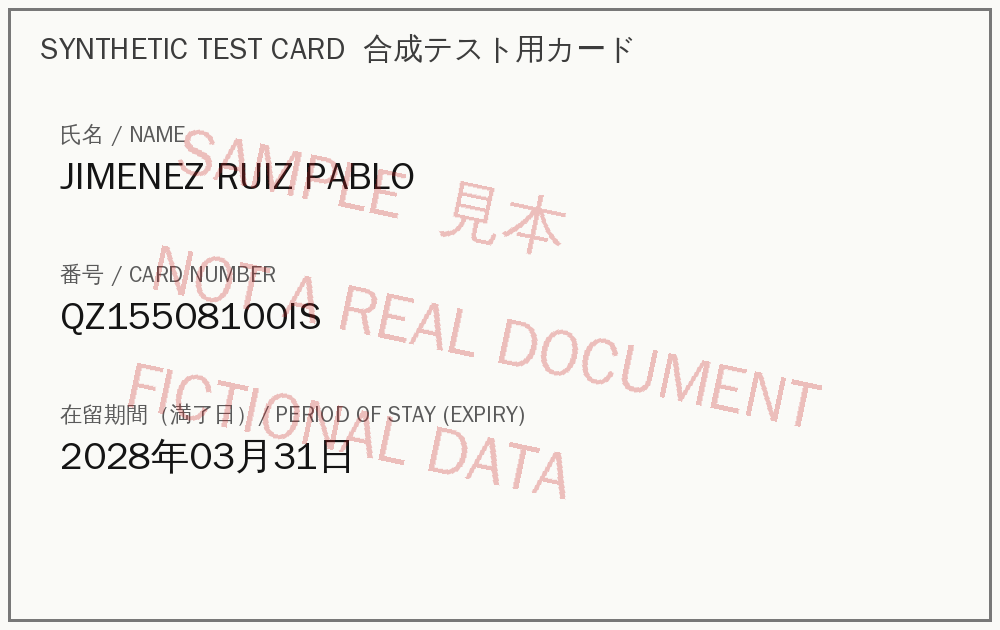 SYNTHETIC TEST CARD 合成テスト用カード
氏名 / NAME
JIMENEZ RUIZ PABLO
SAMPLE 見本
番号 / CARD NUMBER
QZ15508100IS
NOT A REAL DOCUMENT
在留期間（満了日）/ PERIOD OF STAY (EXPIRY)
2028年03月31日
FICTIONAL DATA